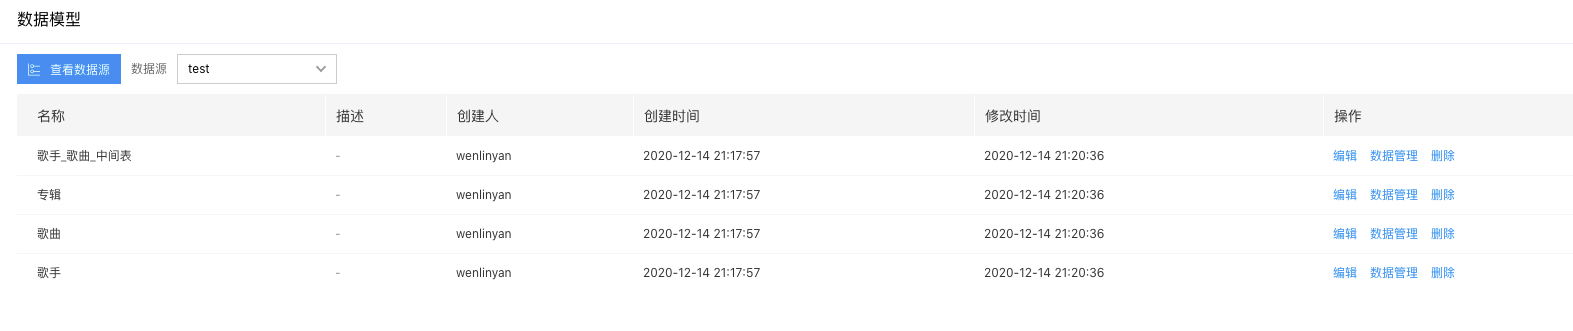 数据模型
查看数据源 数据源 test
名称 描述 创建人 创建时间 修改时间 操作
歌手_歌曲_中间表 - wenlinyan 2020-12-14 21:17:57 2020-12-14 21:20:36 编辑 数据管理 删除
专辑 - wenlinyan 2020-12-14 21:17:57 2020-12-14 21:20:36 编辑 数据管理 删除
歌曲 - wenlinyan 2020-12-14 21:17:57 2020-12-14 21:20:36 编辑 数据管理 删除
歌手 - wenlinyan 2020-12-14 21:17:57 2020-12-14 21:20:36 编辑 数据管理 删除